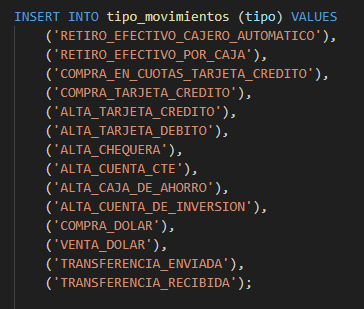 INSERT INTO tipo_movimientos (tipo) VALUES
('RETIRO_EFECTIVO_CAJERO_AUTOMATICO'),
('RETIRO_EFECTIVO_POR_CAJA'),
('COMPRA_EN_CUOTAS_TARJETA_CREDITO'),
('COMPRA_TARJETA_CREDITO'),
('ALTA_TARJETA_CREDITO'),
('ALTA_TARJETA_DEBITO'),
('ALTA_CHEQUERA'),
('ALTA_CUENTA_CTE'),
('ALTA_CAJA_DE_AHORRO'),
('ALTA_CUENTA_DE_INVERSION'),
('COMPRA_DOLAR'),
('VENTA_DOLAR'),
('TRANSFERENCIA_ENVIADA'),
('TRANSFERENCIA_RECIBIDA');